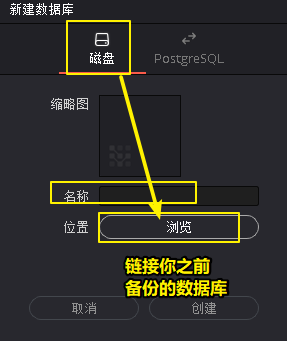 新建数据库
磁盘
PostgreSQL
缩略图
名称
位置
浏览
链接你之前
备份的数据库
取消
创建